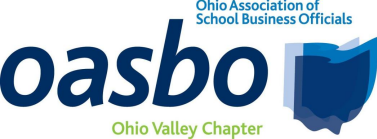 Ohio Association of
School Business Officials
oasbo
Ohio Valley Chapter